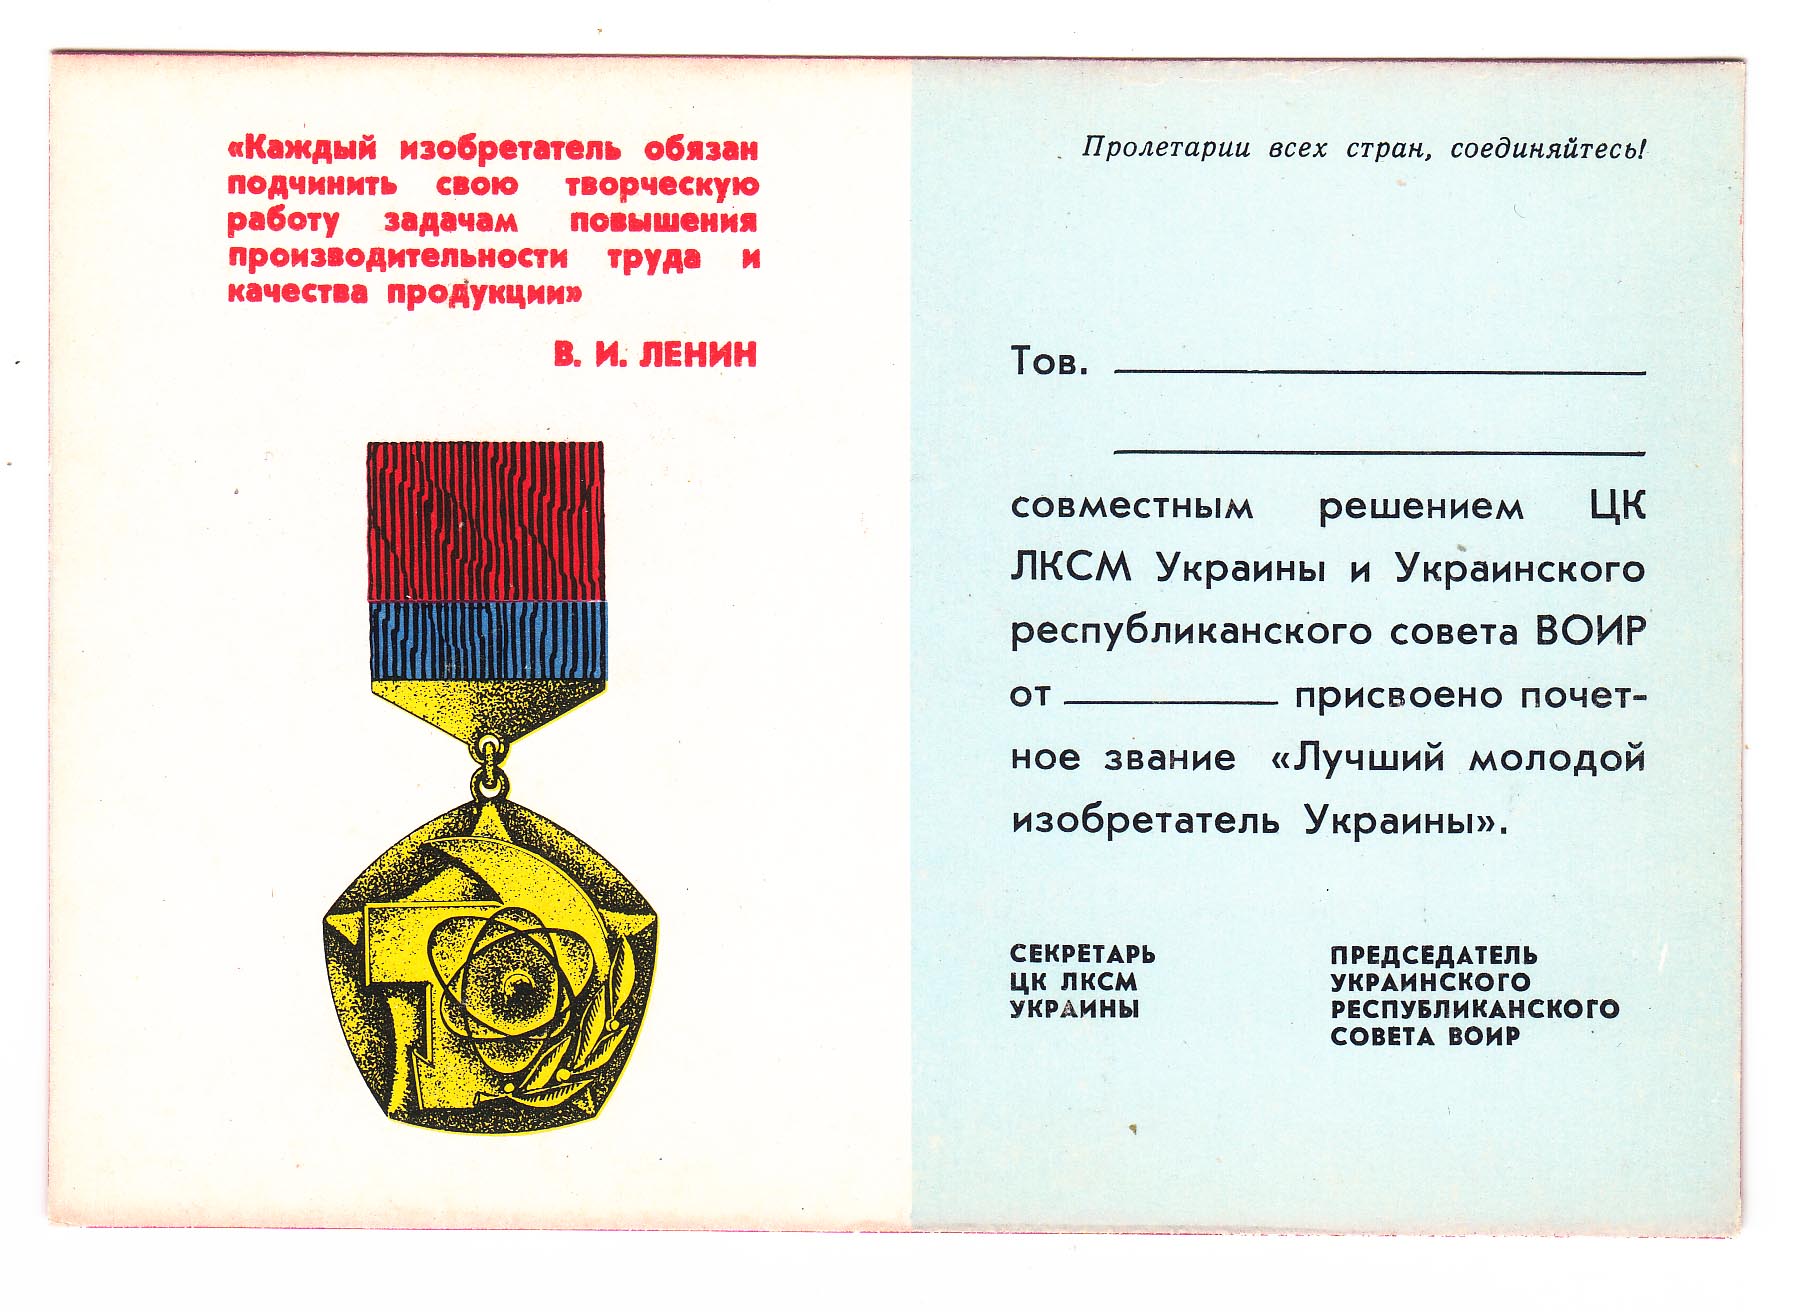 «Каждый изобретатель обязан
подчинить свою творческую
работу задачам повышения
производительности труда и
качества продукции»
В. И. ЛЕНИН
Пролетарии всех стран, соединяйтесь!
Тов.
совместным решением ЦК
ЛКСМ Украины и Украинского
республиканского совета ВОИР
от присвоено почет-
ное звание «Лучший молодой
изобретатель Украины».
СЕКРЕТАРЬ
ЦК ЛКСМ
УКРАИНЫ
ПРЕДСЕДАТЕЛЬ
УКРАИНСКОГО
РЕСПУБЛИКАНСКОГО
СОВЕТА ВОИР